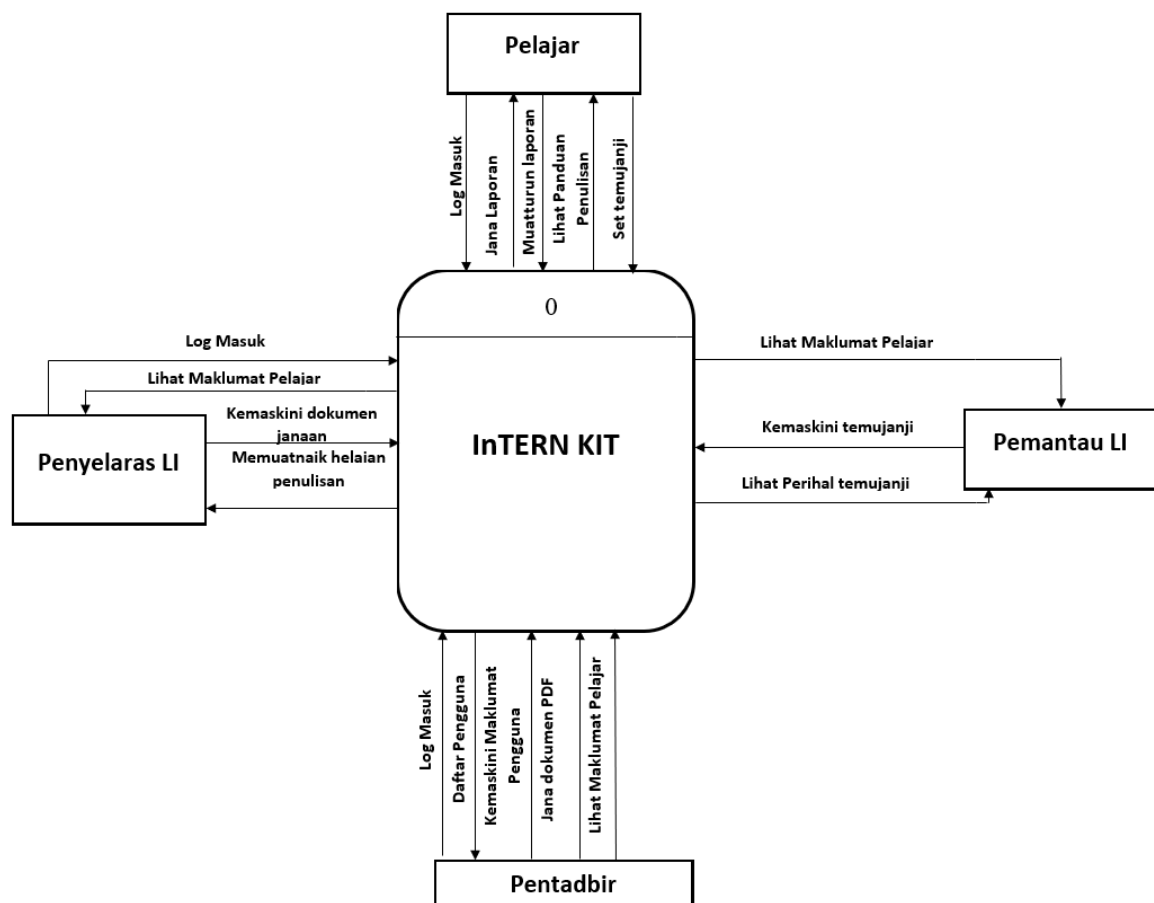 Pelajar
Log Masuk
Jana Laporan
Muatturun laporan
Lihat Panduan
Penulisan
Set temujanji
0
InTERN KIT
Log Masuk
Lihat Maklumat Pelajar
Kemaskini dokumen
janaan
Memuatnaik helaian
penulisan
Penyelaras LI
Lihat Maklumat Pelajar
Kemaskini temujanji
Lihat Perihal temujanji
Pemantau LI
Log Masuk
Daftar Pengguna
Kemaskini Maklumat
Pengguna
Jana dokumen PDF
Lihat Maklumat Pelajar
Pentadbir